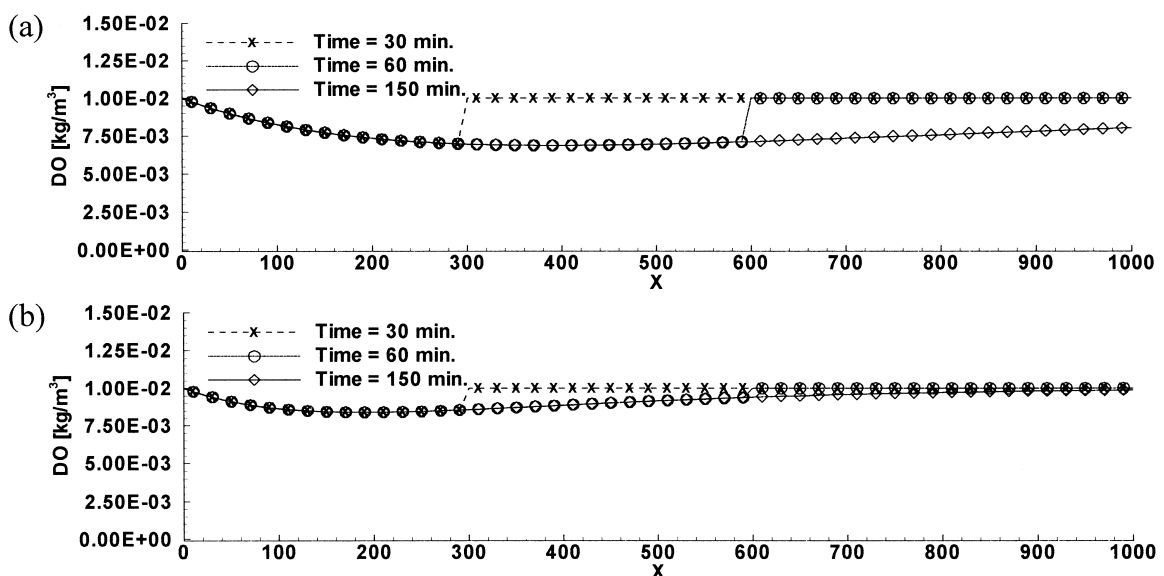 (a)
1.50E-02
1.25E-02
1.00E-02
7.50E-03
5.00E-03
2.50E-03
0.00E+00
DO [kg/m³]
Time = 30 min.
Time = 60 min.
Time = 150 min.
0 100 200 300 400 500 600 700 800 900 1000
X
(b)
1.50E-02
1.25E-02
1.00E-02
7.50E-03
5.00E-03
2.50E-03
0.00E+00
DO [kg/m³]
Time = 30 min.
Time = 60 min.
Time = 150 min.
0 100 200 300 400 500 600 700 800 900 1000
X